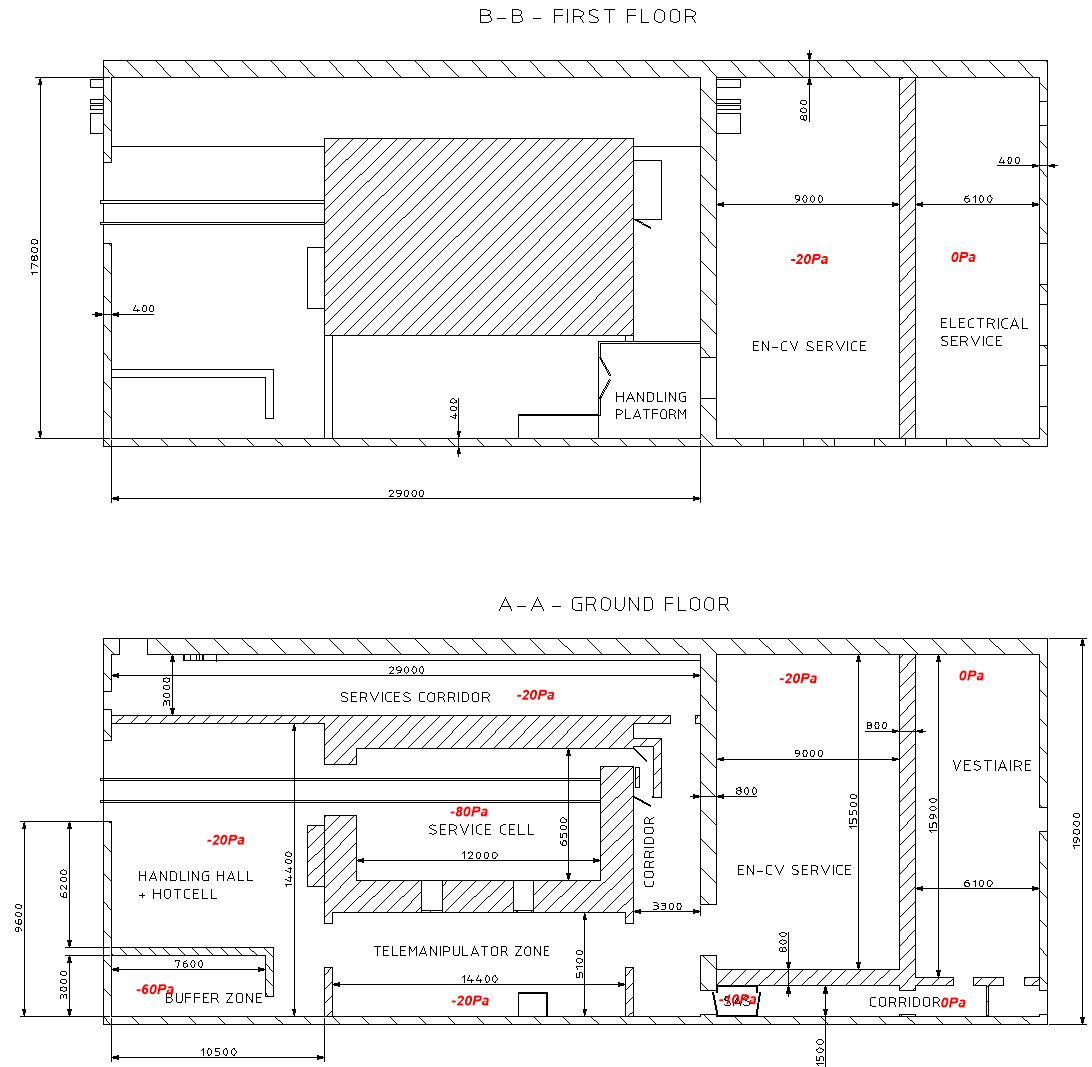 B-B - FIRST FLOOR
800
400
9000
6100
17800
-20Pa
0Pa
400
ELECTRICAL
SERVICE
EN-CV SERVICE
HANDLING
PLATFORM
400
29000
A-A - GROUND FLOOR
29000
3000
SERVICES CORRIDOR
-20Pa
-20Pa
0Pa
800
9000
VESTIAIRE
800
-80Pa
SERVICE CELL
6500
12000
-20Pa
15500
15900
19000
CORRIDOR
14400
HANDLING HALL
+ HOTCELL
EN-CV SERVICE
6200
6100
9600
3300
TELEMANIPULATOR ZONE
800
5100
7600
3000
14400
-60Pa
BUFFER ZONE
-20Pa
SAS
-10Pa
CORRIDOR
0Pa
1500
10500